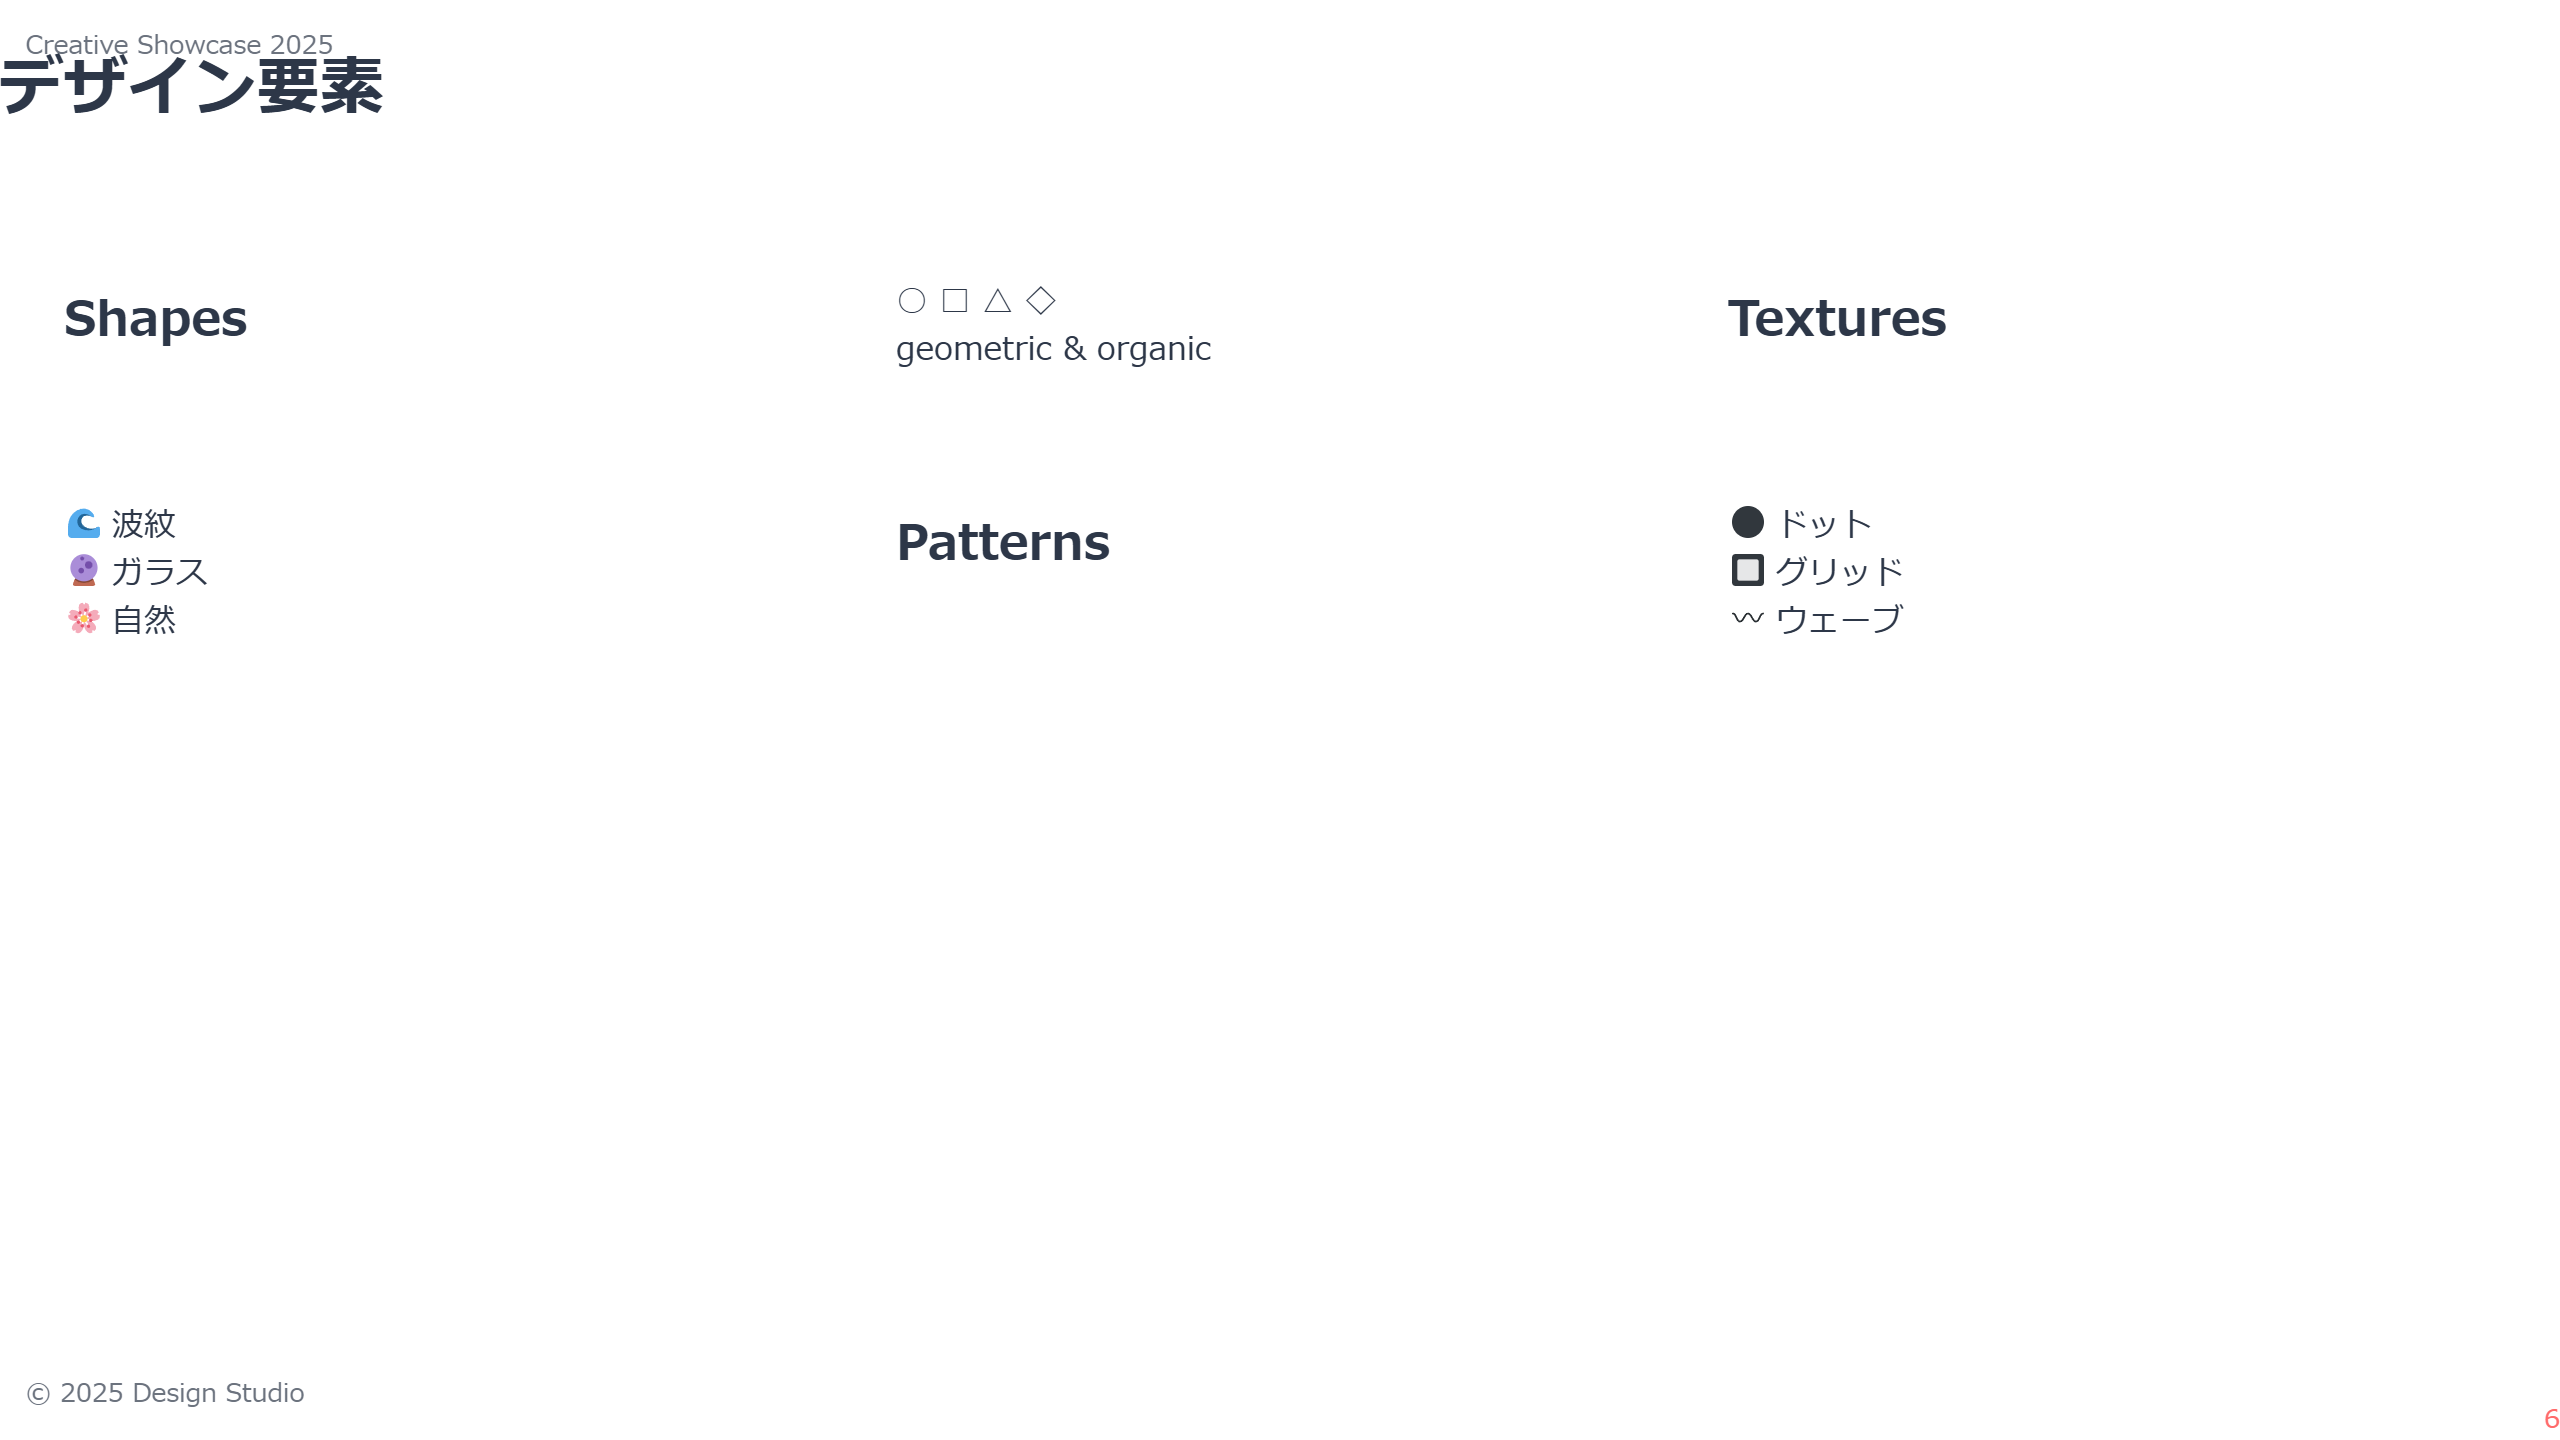 Creative Showcase 2025
デザイン要素
Shapes
○ □ △ ◇
geometric & organic
Textures
🌊 波紋
🔮 ガラス
🌸 自然
Patterns
⚫ ドット
🔲 グリッド
〰️ ウェーブ
© 2025 Design Studio
6